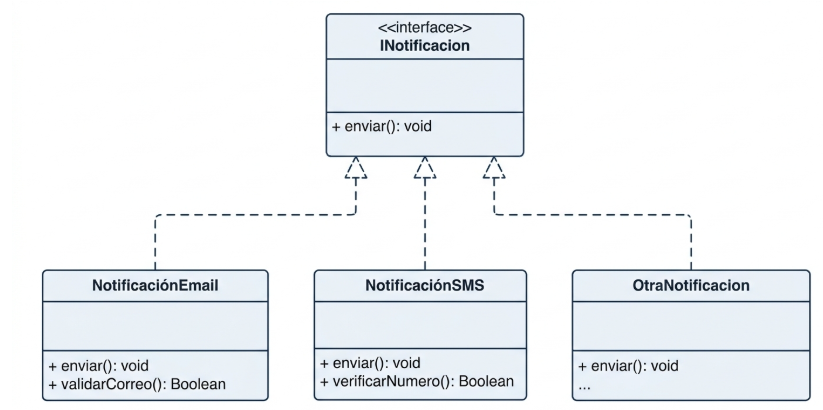 <<interface>>
INotificacion
+ enviar(): void
NotificaciónEmail
+ enviar(): void
+ validarCorreo(): Boolean
NotificaciónSMS
+ enviar(): void
+ verificarNumero(): Boolean
OtraNotificacion
+ enviar(): void
...